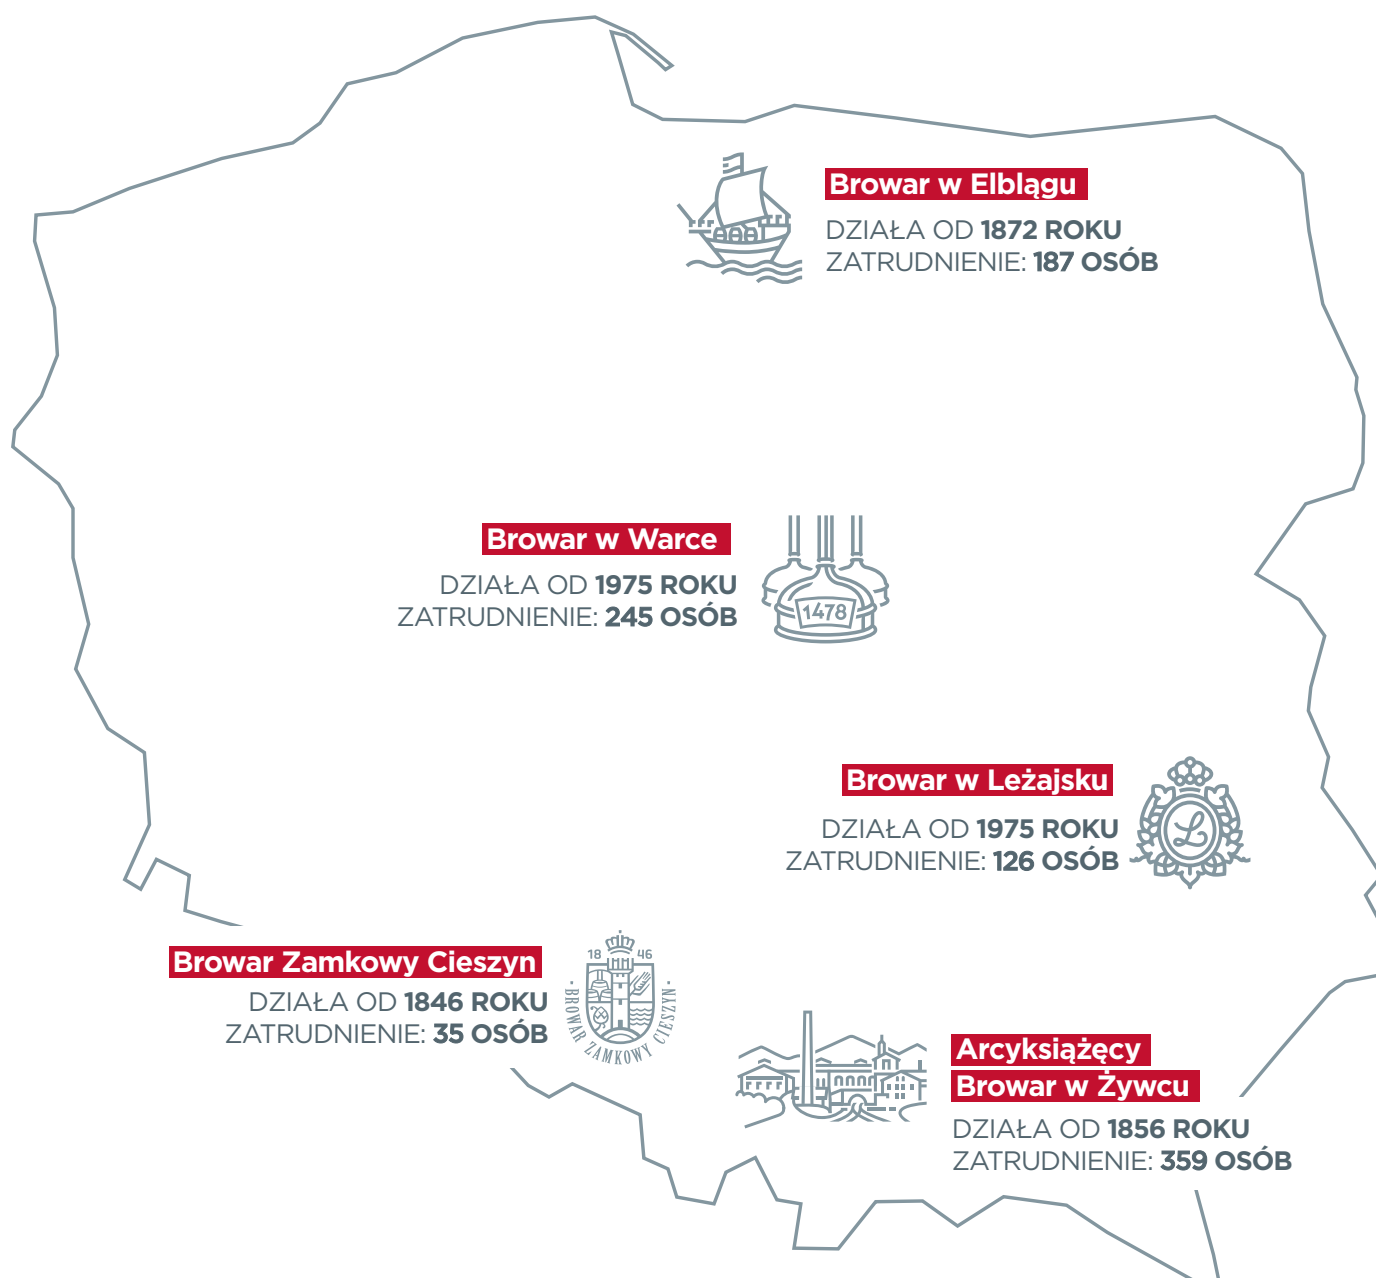 Browar w Elblągu
DZIAŁA OD 1872 ROKU
ZATRUDNIENIE: 187 OSÓB
Browar w Warce
DZIAŁA OD 1975 ROKU
ZATRUDNIENIE: 245 OSÓB
1478
Browar w Leżajsku
DZIAŁA OD 1975 ROKU
ZATRUDNIENIE: 126 OSÓB
L
Browar Zamkowy Cieszyn
DZIAŁA OD 1846 ROKU
ZATRUDNIENIE: 35 OSÓB
18 46
· BROWAR ZAMKOWY CIESZYN ·
Arcyksiążęcy
Browar w Żywcu
DZIAŁA OD 1856 ROKU
ZATRUDNIENIE: 359 OSÓB